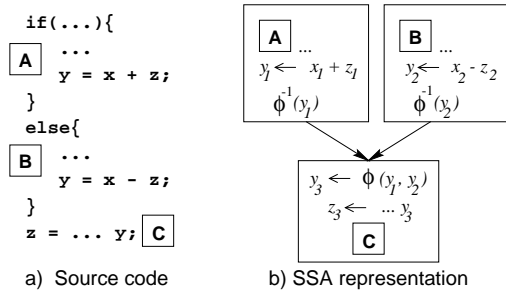 if(...){
A
...
y = x + z;
}
else{
B
...
y = x - z;
}
z = ... y; C
a) Source code
A ...
y1 ← x1 + z1
ϕ-1(y1)
B ...
y2 ← x2 - z2
ϕ-1(y2)
y3 ← ϕ (y1, y2)
z3 ← ... y3
C
b) SSA representation